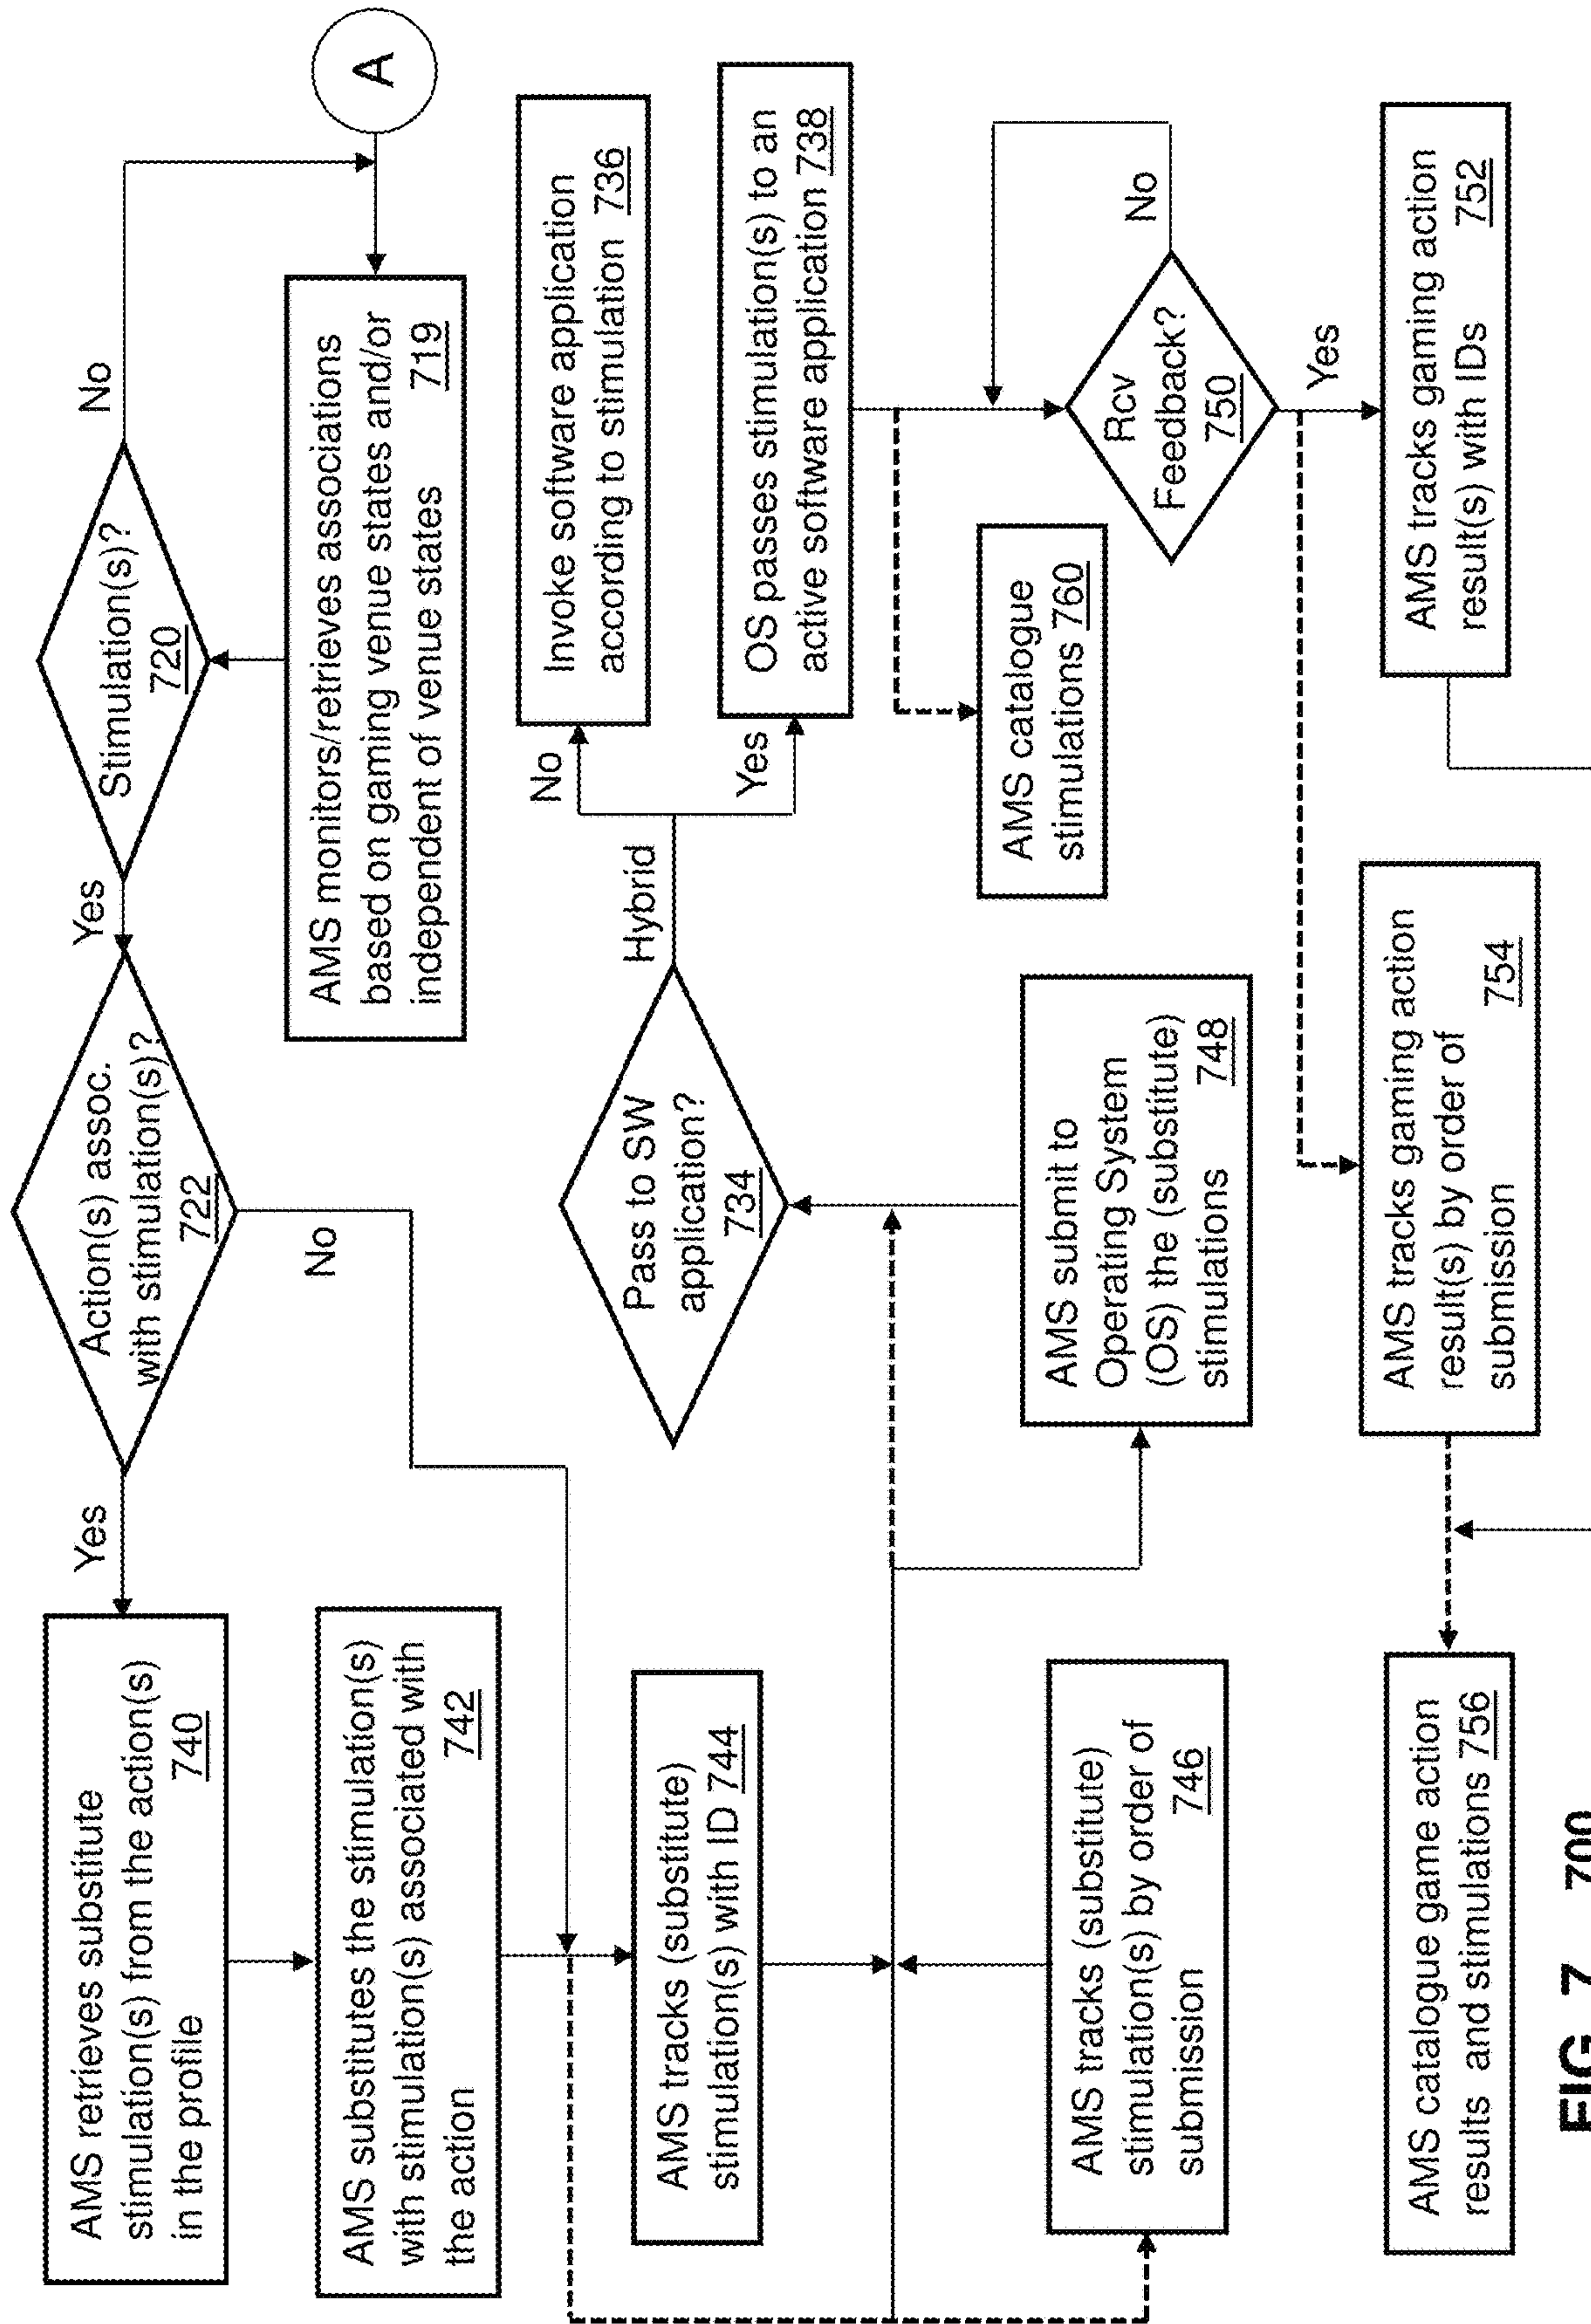 A
AMS monitors/retrieves associations
based on gaming venue states and/or
independent of venue states 719
Stimulation(s)?
720
No
Yes
Action(s) assoc.
with stimulation(s)?
722
No
Yes
AMS retrieves substitute
stimulation(s) from the action(s)
in the profile 740
AMS substitutes the stimulation(s)
with stimulation(s) associated with
the action 742
AMS tracks (substitute)
stimulation(s) with ID 744
AMS tracks (substitute)
stimulation(s) by order of
submission 746
AMS submit to
Operating System
(OS) the (substitute)
stimulations 748
Pass to SW
application?
734
Hybrid
No
Yes
Invoke software application
according to stimulation 736
OS passes stimulation(s) to an
active software application 738
AMS catalogue
stimulations 760
Rcv
Feedback?
750
No
Yes
AMS tracks gaming action
result(s) with IDs 752
AMS tracks gaming action
result(s) by order of
submission 754
AMS catalogue game action
results and stimulations 756
FIG. 7 700